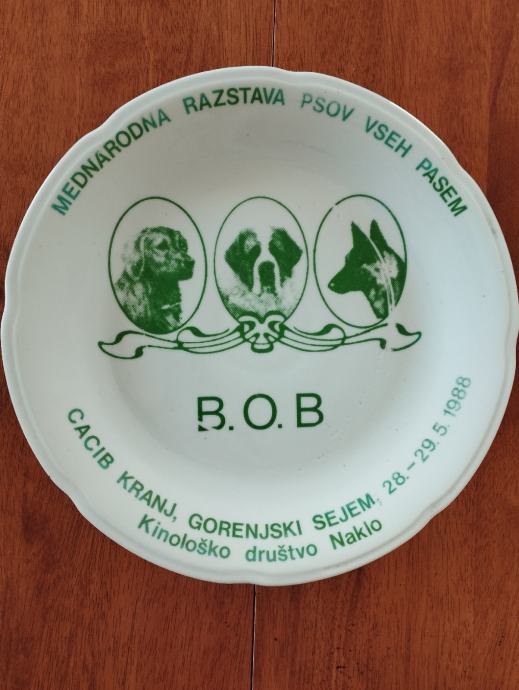 MEDNARODNA RAZSTAVA PSOV VSEH PASEM
B.O.B
CACIB KRANJ, GORENJSKI SEJEM, 28.-29.5.1988
Kinološko društvo Naklo